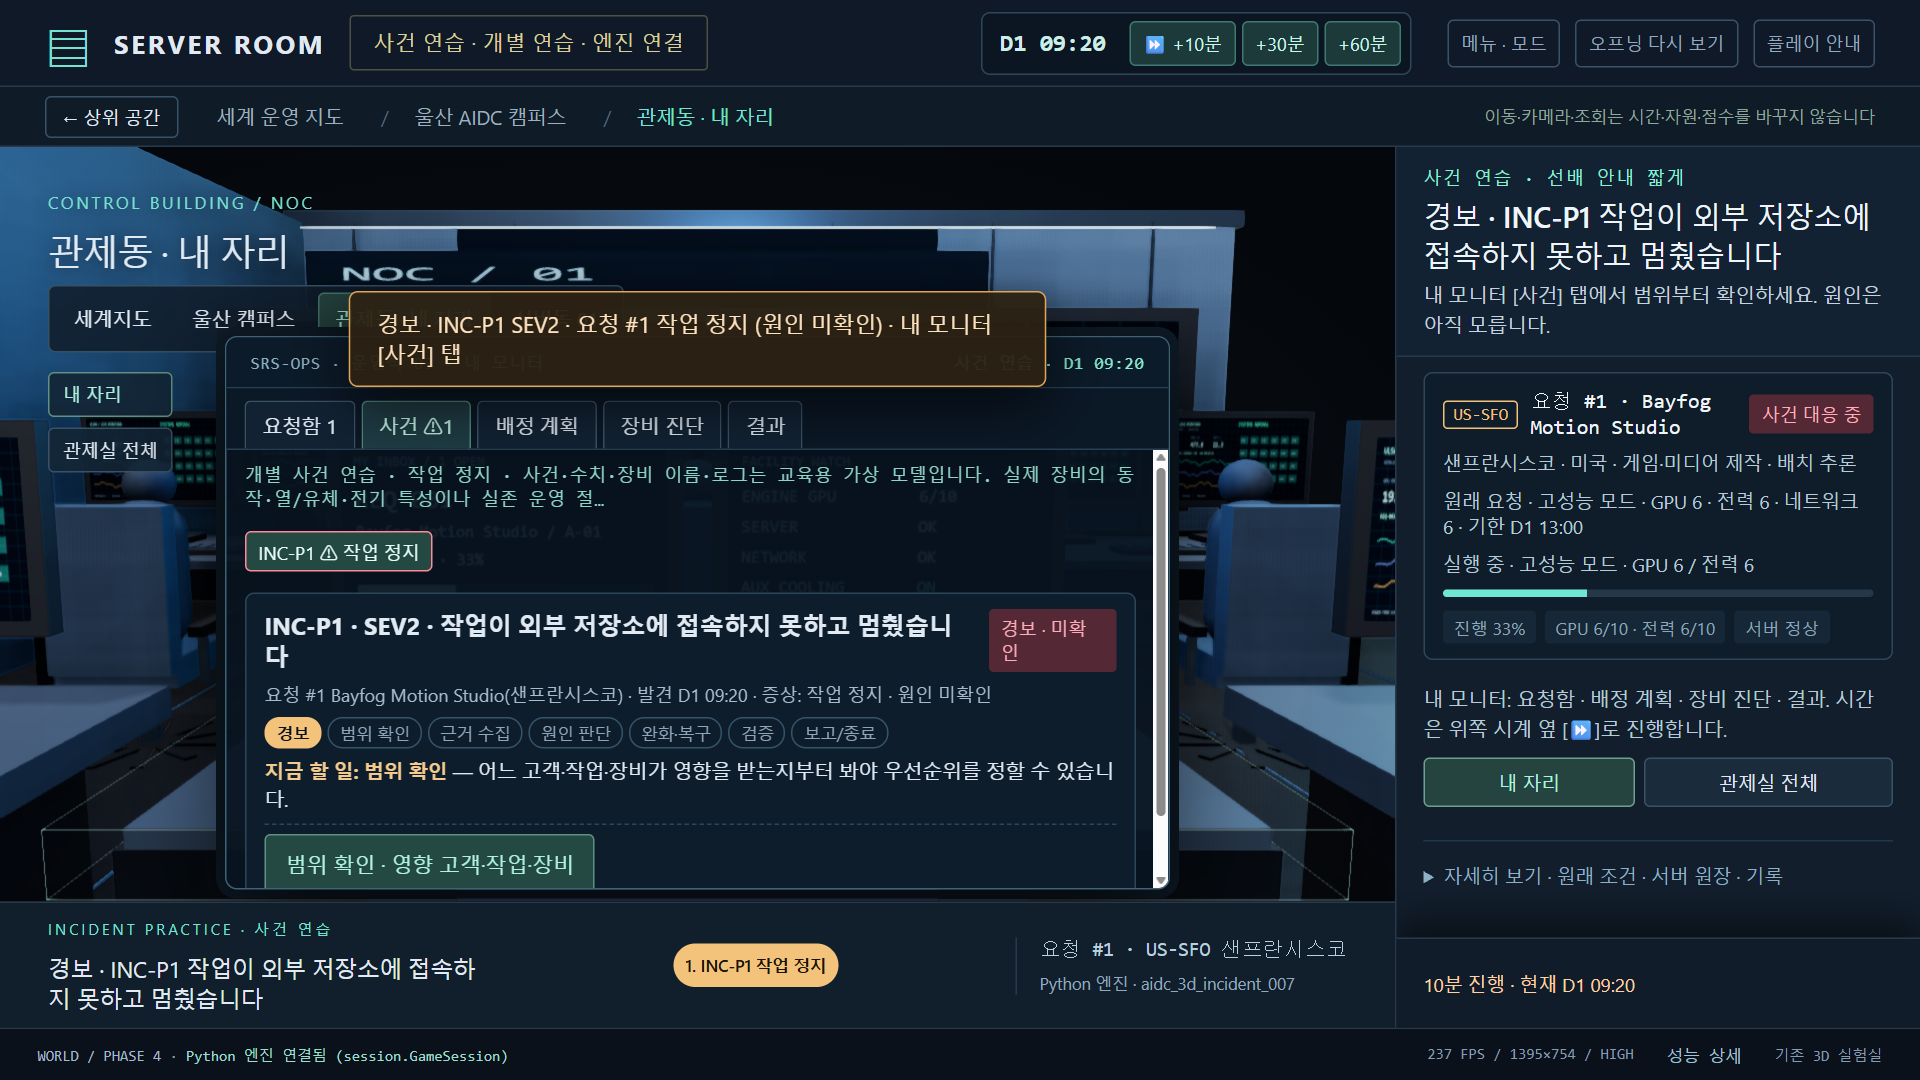 SERVER ROOM
사건 연습 · 개별 연습 · 엔진 연결
D1 09:20
⏩ +10분
+30분
+60분
메뉴 · 모드
오프닝 다시 보기
플레이 안내
← 상위 공간
세계 운영 지도 / 울산 AIDC 캠퍼스 / 관제동 · 내 자리
이동·카메라·조회는 시간·자원·점수를 바꾸지 않습니다
CONTROL BUILDING / NOC
관제동 · 내 자리
NOC / 01
세계지도
울산 캠퍼스
내 자리
관제실 전체
경보 · INC-P1 SEV2 · 요청 #1 작업 정지 (원인 미확인) · 내 모니터
[사건] 탭
SRS-OPS ·
사건 연습 · D1 09:20
요청함 1
사건 ⚠1
배정 계획
장비 진단
결과
개별 사건 연습 · 작업 정지 · 사건·수치·장비 이름·로그는 교육용 가상 모델입니다. 실제 장비의 동
작·열/유체·전기 특성이나 실존 운영 절…
ENGINE GPU 6/10
SERVER OK
NETWORK OK
AUX COOLING ON
Bayfog Motion Studio / A-01
· 33%
INC-P1 ⚠ 작업 정지
INC-P1 · SEV2 · 작업이 외부 저장소에 접속하지 못하고 멈췄습니
다
경보 · 미확
인
요청 #1 Bayfog Motion Studio(샌프란시스코) · 발견 D1 09:20 · 증상: 작업 정지 · 원인 미확인
경보
범위 확인
근거 수집
원인 판단
완화·복구
검증
보고/종료
지금 할 일: 범위 확인 — 어느 고객·작업·장비가 영향을 받는지부터 봐야 우선순위를 정할 수 있습니
다.
범위 확인 · 영향 고객·작업·장비
사건 연습 · 선배 안내 짧게
경보 · INC-P1 작업이 외부 저장소에
접속하지 못하고 멈췄습니다
내 모니터 [사건] 탭에서 범위부터 확인하세요. 원인은
아직 모릅니다.
US-SFO
요청 #1 · Bayfog
Motion Studio
사건 대응 중
샌프란시스코 · 미국 · 게임·미디어 제작 · 배치 추론
원래 요청 · 고성능 모드 · GPU 6 · 전력 6 · 네트워크
6 · 기한 D1 13:00
실행 중 · 고성능 모드 · GPU 6 / 전력 6
진행 33%
GPU 6/10 · 전력 6/10
서버 정상
내 모니터: 요청함 · 배정 계획 · 장비 진단 · 결과. 시간
은 위쪽 시계 옆 [⏩]로 진행합니다.
내 자리
관제실 전체
▶ 자세히 보기 · 원래 조건 · 서버 원장 · 기록
10분 진행 · 현재 D1 09:20
INCIDENT PRACTICE · 사건 연습
경보 · INC-P1 작업이 외부 저장소에 접속하
지 못하고 멈췄습니다
1. INC-P1 작업 정지
요청 #1 · US-SFO 샌프란시스코
Python 엔진 · aidc_3d_incident_007
WORLD / PHASE 4 · Python 엔진 연결됨 (session.GameSession)
237 FPS / 1395×754 / HIGH
성능 상세
기존 3D 실험실